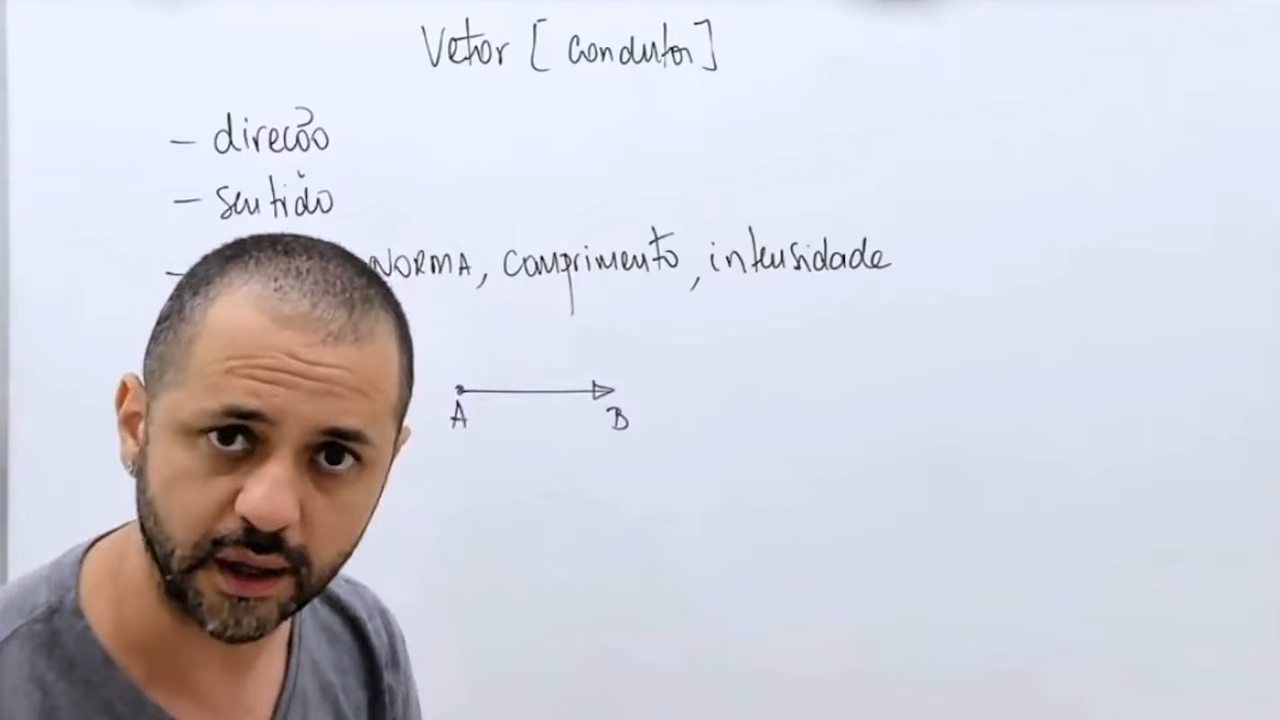 Vetor [condutor]
- direção
- sentido
- NORMA, comprimento, intensidade
A B